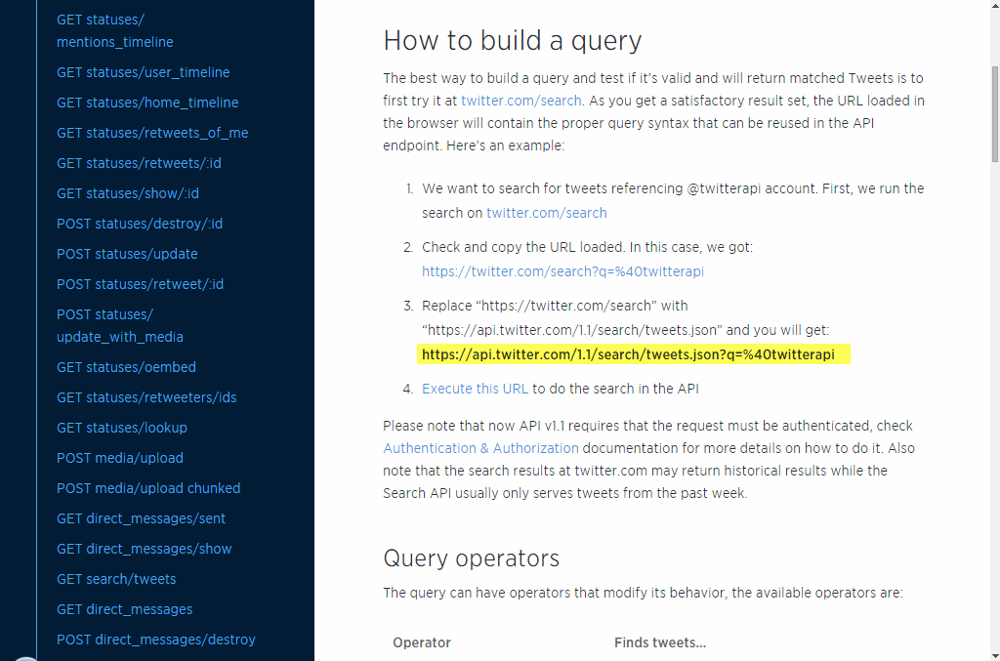 GET statuses/
mentions_timeline
GET statuses/user_timeline
GET statuses/home_timeline
GET statuses/retweets_of_me
GET statuses/retweets/:id
GET statuses/show/:id
POST statuses/destroy/:id
POST statuses/update
POST statuses/retweet/:id
POST statuses/
update_with_media
GET statuses/oembed
GET statuses/retweeters/ids
GET statuses/lookup
POST media/upload
POST media/upload chunked
GET direct_messages/sent
GET direct_messages/show
GET search/tweets
GET direct_messages
POST direct_messages/destroy
How to build a query
The best way to build a query and test if it's valid and will return matched Tweets is to
first try it at twitter.com/search. As you get a satisfactory result set, the URL loaded in
the browser will contain the proper query syntax that can be reused in the API
endpoint. Here's an example:
1. We want to search for tweets referencing @twitterapi account. First, we run the
search on twitter.com/search
2. Check and copy the URL loaded. In this case, we got:
https://twitter.com/search?q=%40twitterapi
3. Replace “https://twitter.com/search” with
“https://api.twitter.com/1.1/search/tweets.json” and you will get:
https://api.twitter.com/1.1/search/tweets.json?q=%40twitterapi
4. Execute this URL to do the search in the API
Please note that now API v1.1 requires that the request must be authenticated, check
Authentication & Authorization documentation for more details on how to do it. Also
note that the search results at twitter.com may return historical results while the
Search API usually only serves tweets from the past week.
Query operators
The query can have operators that modify its behavior, the available operators are:
Operator Finds tweets...